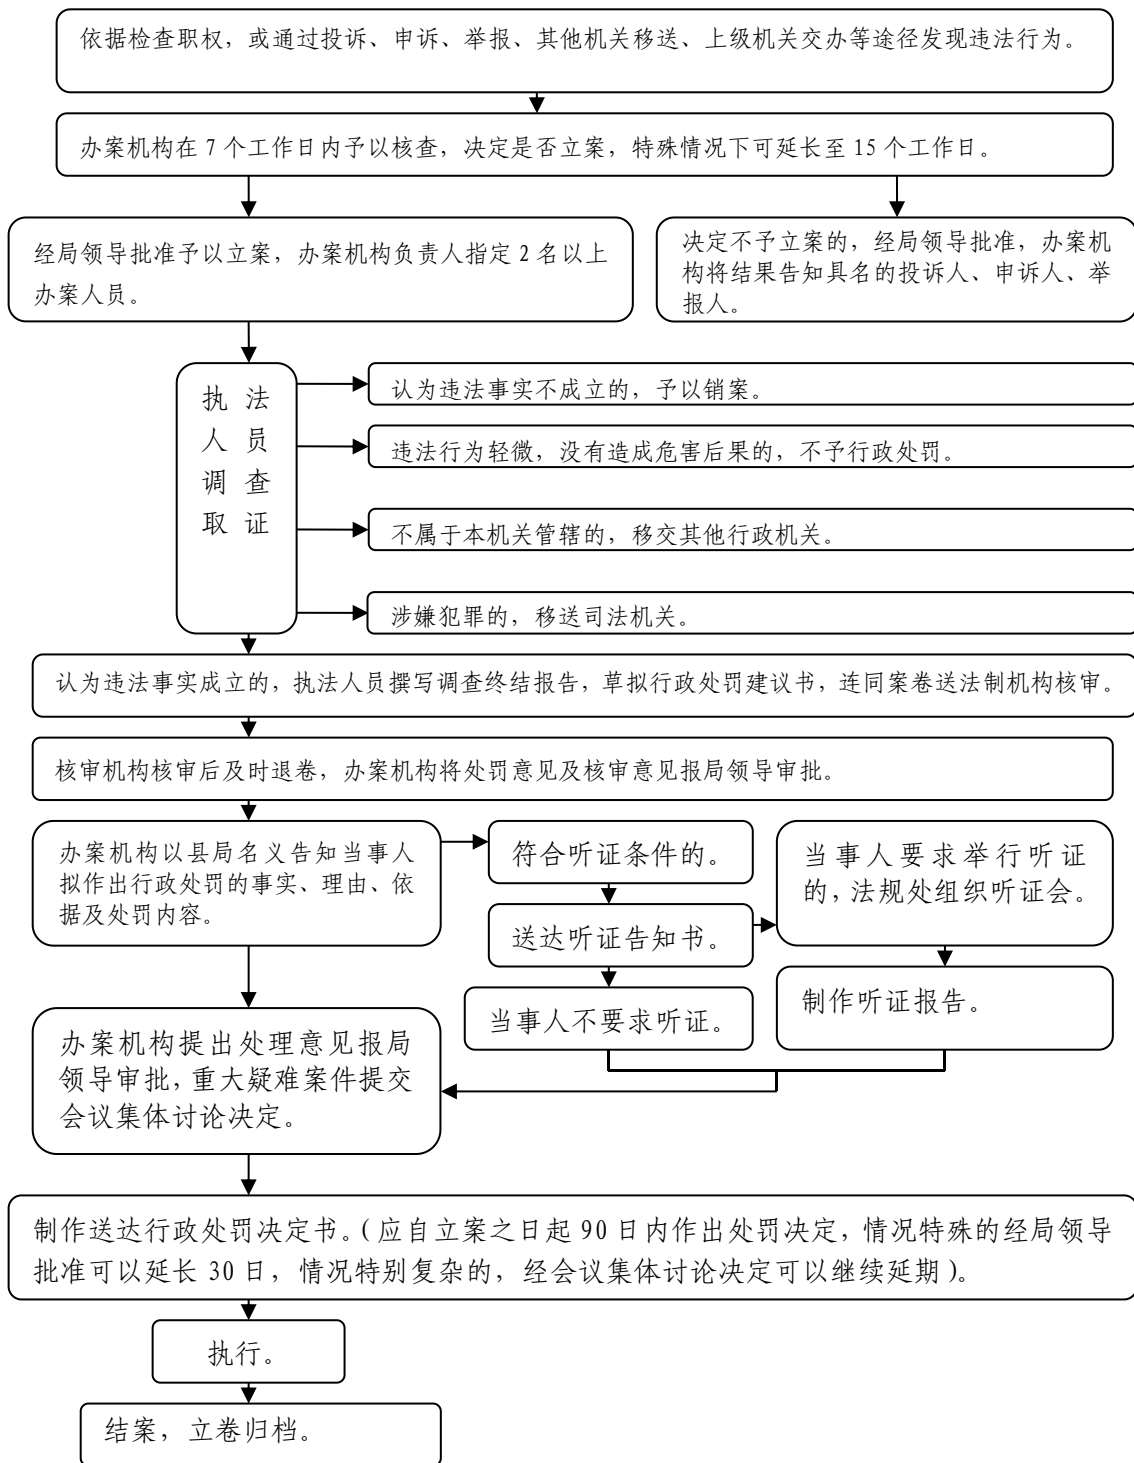 依据检查职权，或通过投诉、申诉、举报、其他机关移送、上级机关交办等途径发现违法行为。
办案机构在 7 个工作日内予以核查，决定是否立案，特殊情况下可延长至 15 个工作日。
经局领导批准予以立案，办案机构负责人指定 2 名以上
办案人员。
决定不予立案的，经局领导批准，办案机
构将结果告知具名的投诉人、申诉人、举
报人。
执法
人员
调查
取证
认为违法事实不成立的，予以销案。
违法行为轻微，没有造成危害后果的，不予行政处罚。
不属于本机关管辖的，移交其他行政机关。
涉嫌犯罪的，移送司法机关。
认为违法事实成立的，执法人员撰写调查终结报告，草拟行政处罚建议书，连同案卷送法制机构核审。
核审机构核审后及时退卷，办案机构将处罚意见及核审意见报局领导审批。
办案机构以县局名义告知当事人
拟作出行政处罚的事实、理由、依
据及处罚内容。
符合听证条件的。
送达听证告知书。
当事人不要求听证。
当事人要求举行听证
的，法规处组织听证会。
制作听证报告。
办案机构提出处理意见报局
领导审批，重大疑难案件提交
会议集体讨论决定。
制作送达行政处罚决定书。（应自立案之日起 90 日内作出处罚决定，情况特殊的经局领导
批准可以延长 30 日，情况特别复杂的，经会议集体讨论决定可以继续延期）。
执行。
结案，立卷归档。